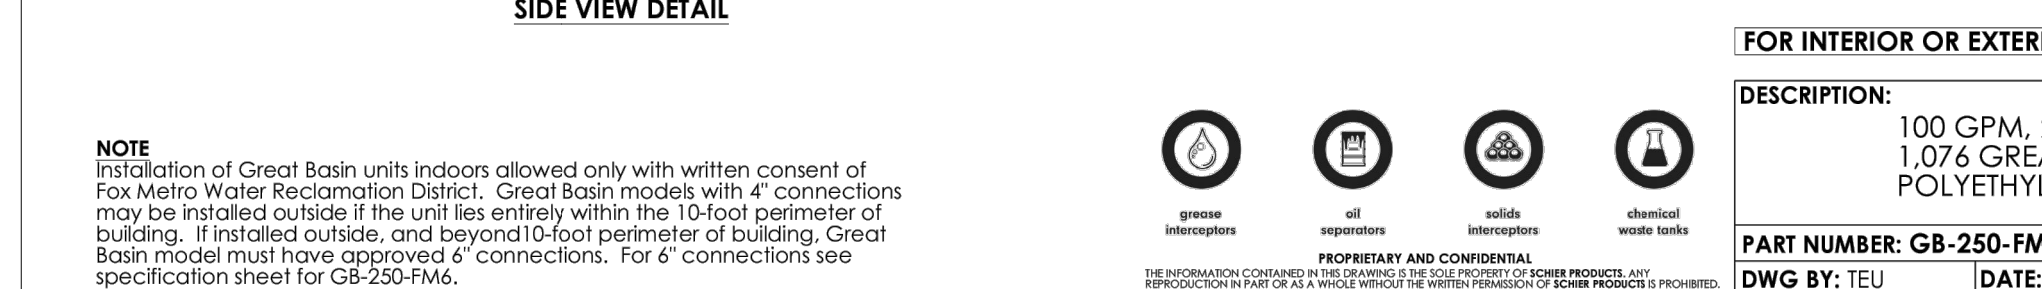 SIDE VIEW DETAIL
NOTE
Installation of Great Basin units indoors allowed only with written consent of
Fox Metro Water Reclamation District.  Great Basin models with 4" connections
may be installed outside if the unit lies entirely within the 10-foot perimeter of
building.  If installed outside, and beyond10-foot perimeter of building, Great
Basin model must have approved 6" connections.  For 6" connections see
specification sheet for GB-250-FM6.
grease
interceptors
oil
separators
solids
interceptors
chemical
waste tanks
PROPRIETARY AND CONFIDENTIAL
THE INFORMATION CONTAINED IN THIS DRAWING IS THE SOLE PROPERTY OF SCHIER PRODUCTS. ANY
REPRODUCTION IN PART OR AS A WHOLE WITHOUT THE WRITTEN PERMISSION OF SCHIER PRODUCTS IS PROHIBITED.
FOR INTERIOR OR
DESCRIPTION:
100 GPM,
1,076
PART NUMBER: GB-250-FM
DWG BY: TEU
DATE: